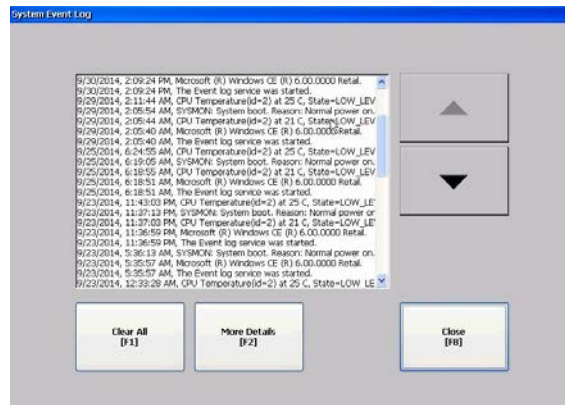 System Event Log
9/30/2014, 2:09:24 PM, Microsoft (R) Windows CE (R) 6.00.0000 Retail.
9/30/2014, 2:09:24 PM, The Event log service was started.
9/29/2014, 2:11:44 AM, CPU Temperature(id=2) at 25 C, State=LOW_LEV
9/29/2014, 2:05:54 AM, SYSMON: System boot. Reason: Normal power on.
9/29/2014, 2:05:44 AM, CPU Temperature(id=2) at 21 C, State=LOW_LEV
9/29/2014, 2:05:40 AM, Microsoft (R) Windows CE (R) 6.00.0000 Retail.
9/29/2014, 2:05:40 AM, The Event log service was started.
9/25/2014, 6:24:55 AM, CPU Temperature(id=2) at 25 C, State=LOW_LEV
9/25/2014, 6:19:05 AM, SYSMON: System boot. Reason: Normal power on.
9/25/2014, 6:18:55 AM, CPU Temperature(id=2) at 21 C, State=LOW_LEV
9/25/2014, 6:18:51 AM, Microsoft (R) Windows CE (R) 6.00.0000 Retail.
9/25/2014, 6:18:51 AM, The Event log service was started.
9/23/2014, 11:43:03 PM, CPU Temperature(id=2) at 25 C, State=LOW_LE
9/23/2014, 11:37:13 PM, SYSMON: System boot. Reason: Normal power or
9/23/2014, 11:37:03 PM, CPU Temperature(id=2) at 21 C, State=LOW_LE
9/23/2014, 11:36:59 PM, Microsoft (R) Windows CE (R) 6.00.0000 Retail.
9/23/2014, 11:36:59 PM, The Event log service was started.
9/23/2014, 5:36:13 AM, SYSMON: System boot. Reason: Normal power on.
9/23/2014, 5:35:57 AM, Microsoft (R) Windows CE (R) 6.00.0000 Retail.
9/23/2014, 5:35:57 AM, The Event log service was started.
9/23/2014, 12:33:28 AM, CPU Temperature(id=2) at 25 C, State=LOW_LE
Clear All
[F1]
More Details
[F2]
Close
[F8]